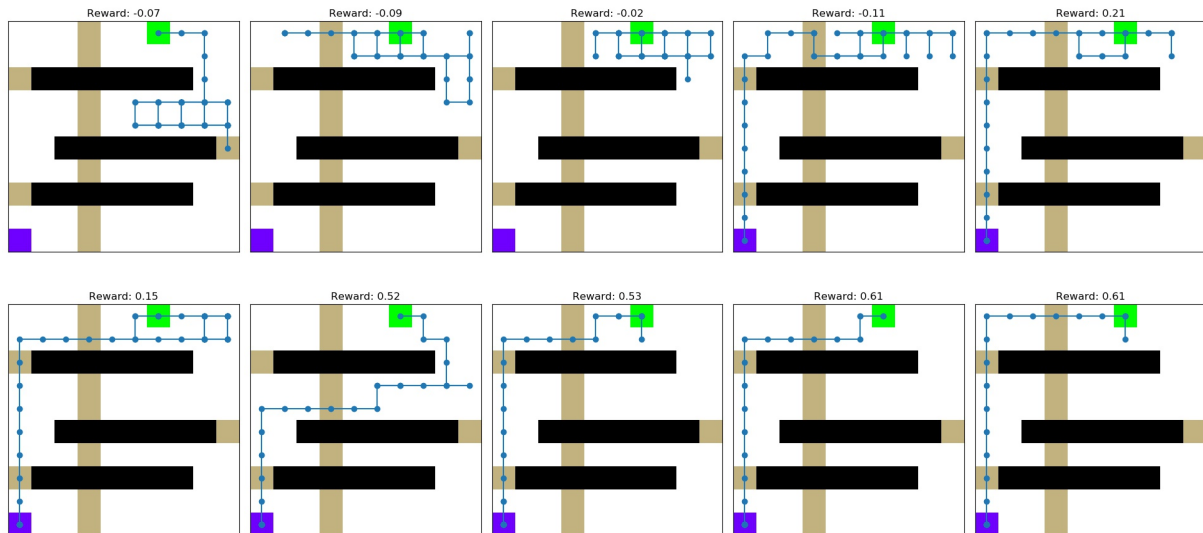 Reward: -0.07
Reward: -0.09
Reward: -0.02
Reward: -0.11
Reward: 0.21
Reward: 0.15
Reward: 0.52
Reward: 0.53
Reward: 0.61
Reward: 0.61